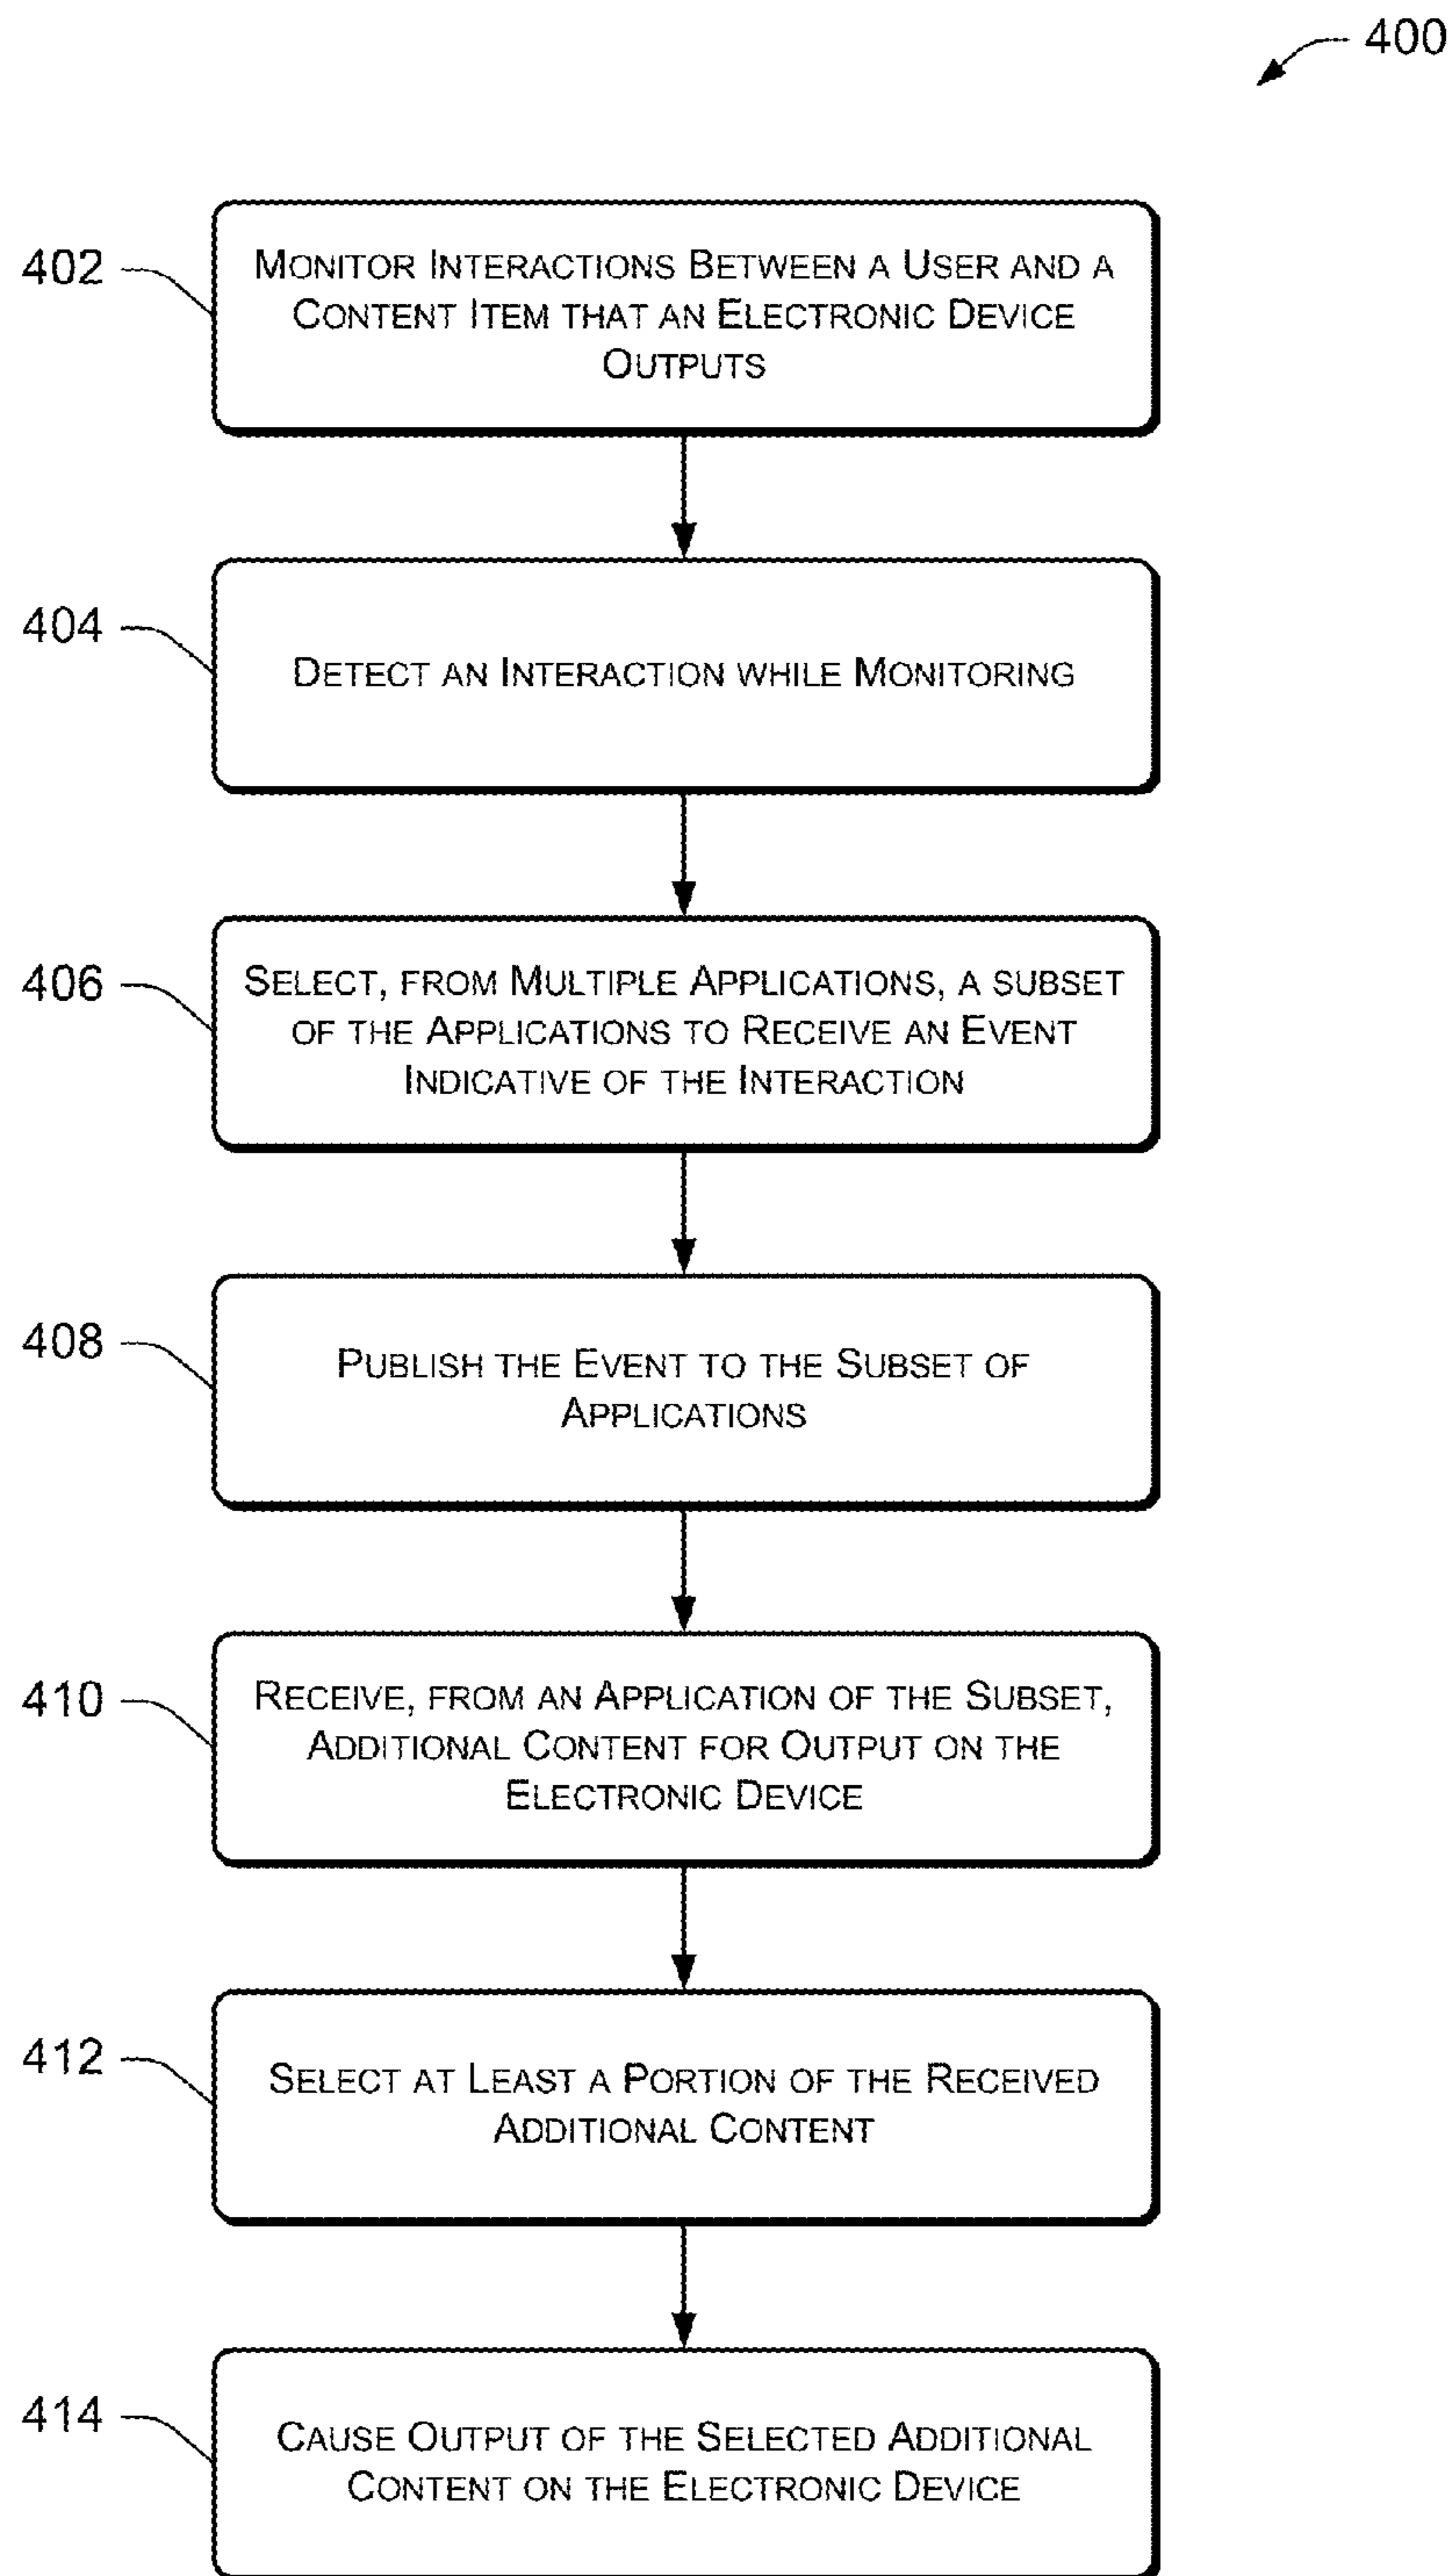 400
402
MONITOR INTERACTIONS BETWEEN A USER AND A
CONTENT ITEM THAT AN ELECTRONIC DEVICE
OUTPUTS
404
DETECT AN INTERACTION WHILE MONITORING
406
SELECT, FROM MULTIPLE APPLICATIONS, A SUBSET
OF THE APPLICATIONS TO RECEIVE AN EVENT
INDICATIVE OF THE INTERACTION
408
PUBLISH THE EVENT TO THE SUBSET OF
APPLICATIONS
410
RECEIVE, FROM AN APPLICATION OF THE SUBSET,
ADDITIONAL CONTENT FOR OUTPUT ON THE
ELECTRONIC DEVICE
412
SELECT AT LEAST A PORTION OF THE RECEIVED
ADDITIONAL CONTENT
414
CAUSE OUTPUT OF THE SELECTED ADDITIONAL
CONTENT ON THE ELECTRONIC DEVICE